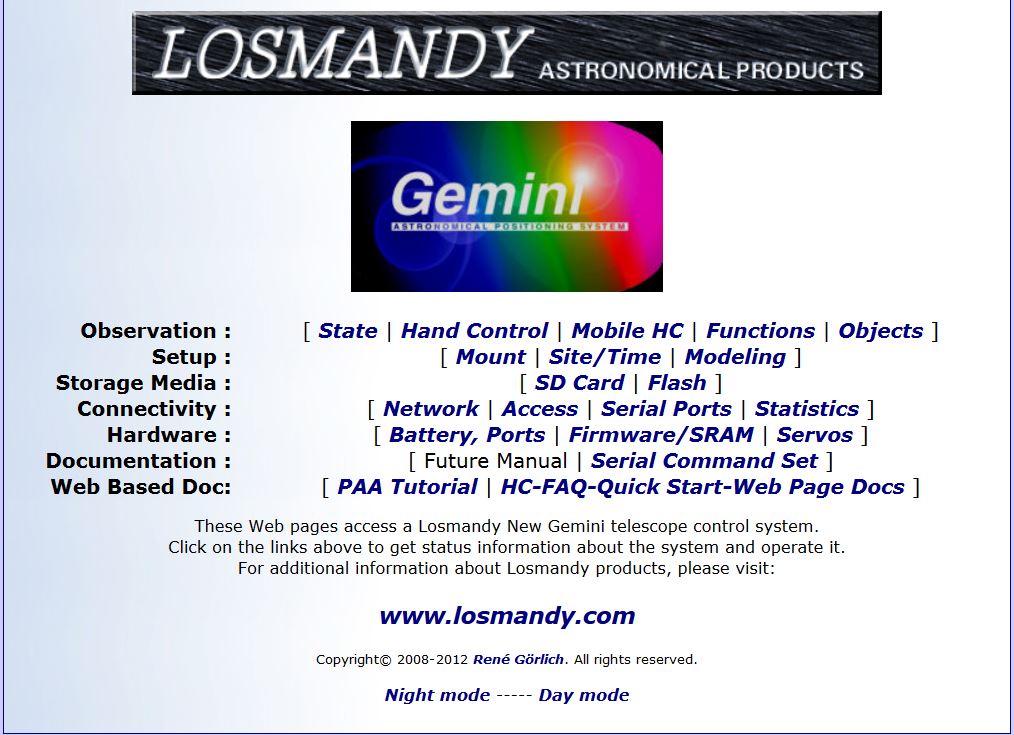 LOSMANDY ASTRONOMICAL PRODUCTS
Gemini
ASTRONOMICAL POSITIONING SYSTEM
Observation : [ State | Hand Control | Mobile HC | Functions | Objects ]
Setup : [ Mount | Site/Time | Modeling ]
Storage Media : [ SD Card | Flash ]
Connectivity : [ Network | Access | Serial Ports | Statistics ]
Hardware : [ Battery, Ports | Firmware/SRAM | Servos ]
Documentation : [ Future Manual | Serial Command Set ]
Web Based Doc: [ PAA Tutorial | HC-FAQ-Quick Start-Web Page Docs ]
These Web pages access a Losmandy New Gemini telescope control system.
Click on the links above to get status information about the system and operate it.
For additional information about Losmandy products, please visit:
www.losmandy.com
Copyright© 2008-2012 René Görlich. All rights reserved.
Night mode ----- Day mode